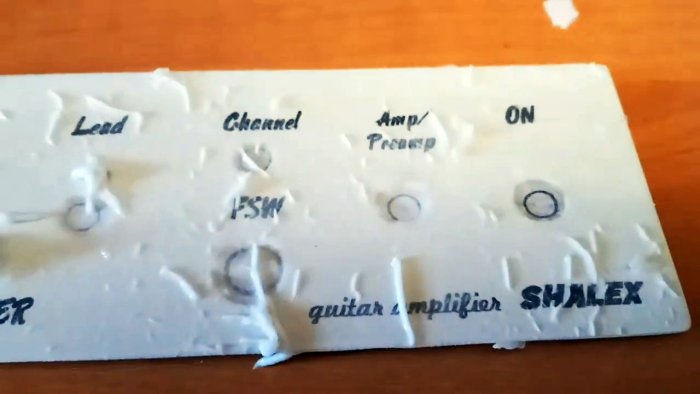 Lead
Channel
Amp/
Preamp
ON
FSW
ER
guitar amplifier
SHALEX